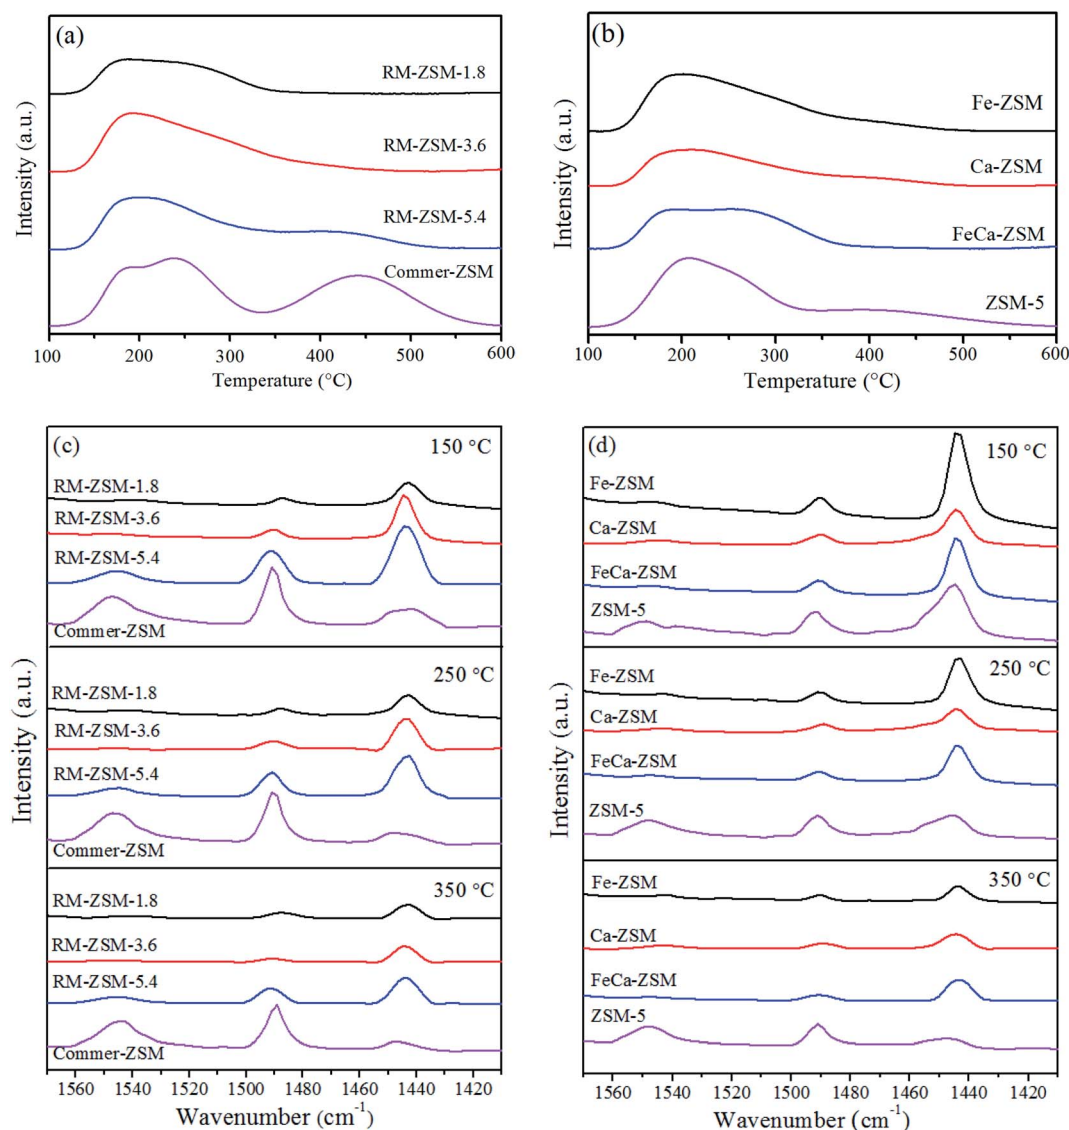 (a)
RM-ZSM-1.8
RM-ZSM-3.6
RM-ZSM-5.4
Commer-ZSM
Intensity (a.u.)
100 200 300 400 500 600
Temperature (°C)
(b)
Fe-ZSM
Ca-ZSM
FeCa-ZSM
ZSM-5
Intensity (a.u.)
100 200 300 400 500 600
Temperature (°C)
(c)
150 °C
RM-ZSM-1.8
RM-ZSM-3.6
RM-ZSM-5.4
Commer-ZSM
250 °C
RM-ZSM-1.8
RM-ZSM-3.6
RM-ZSM-5.4
Commer-ZSM
350 °C
RM-ZSM-1.8
RM-ZSM-3.6
RM-ZSM-5.4
Commer-ZSM
Intensity (a.u.)
1560 1540 1520 1500 1480 1460 1440 1420
Wavenumber (cm⁻¹)
(d)
150 °C
Fe-ZSM
Ca-ZSM
FeCa-ZSM
ZSM-5
250 °C
Fe-ZSM
Ca-ZSM
FeCa-ZSM
ZSM-5
350 °C
Fe-ZSM
Ca-ZSM
FeCa-ZSM
ZSM-5
Intensity (a.u.)
1560 1540 1520 1500 1480 1460 1440 1420
Wavenumber (cm⁻¹)